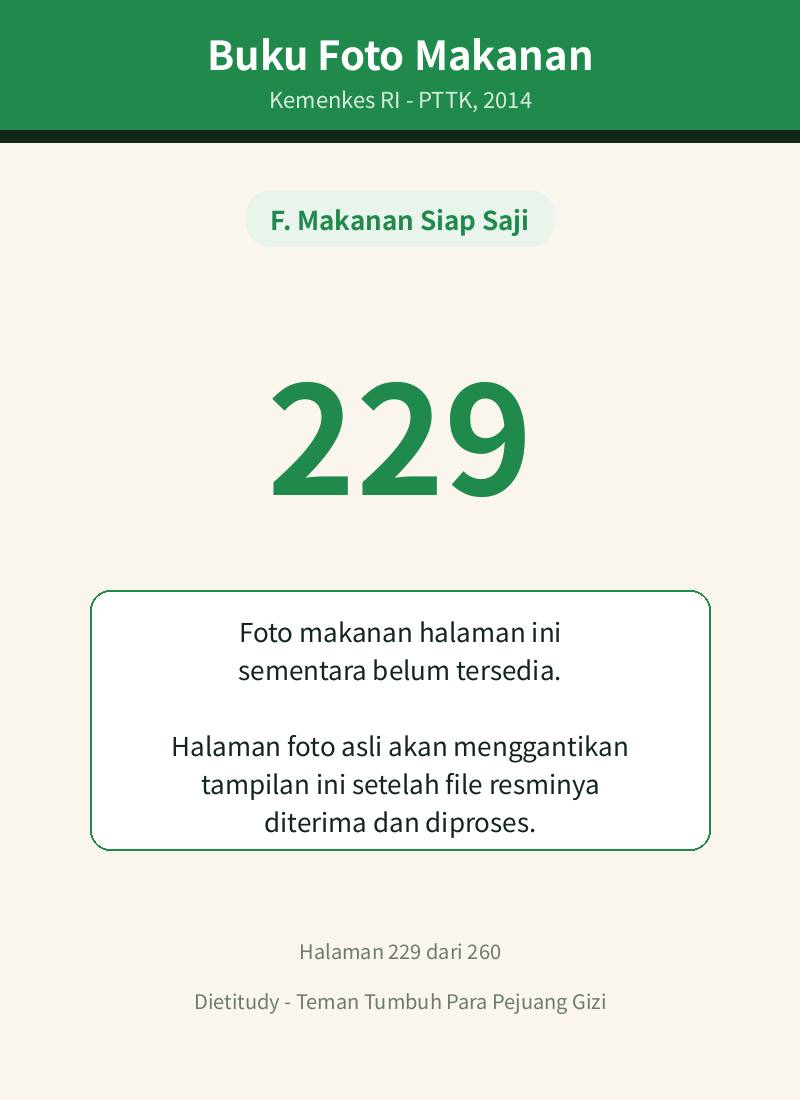 Buku Foto Makanan
Kemenkes RI - PTTK, 2014
F. Makanan Siap Saji
229
Foto makanan halaman ini
sementara belum tersedia.
Halaman foto asli akan menggantikan
tampilan ini setelah file resminya
diterima dan diproses.
Halaman 229 dari 260
Dietitudy - Teman Tumbuh Para Pejuang Gizi